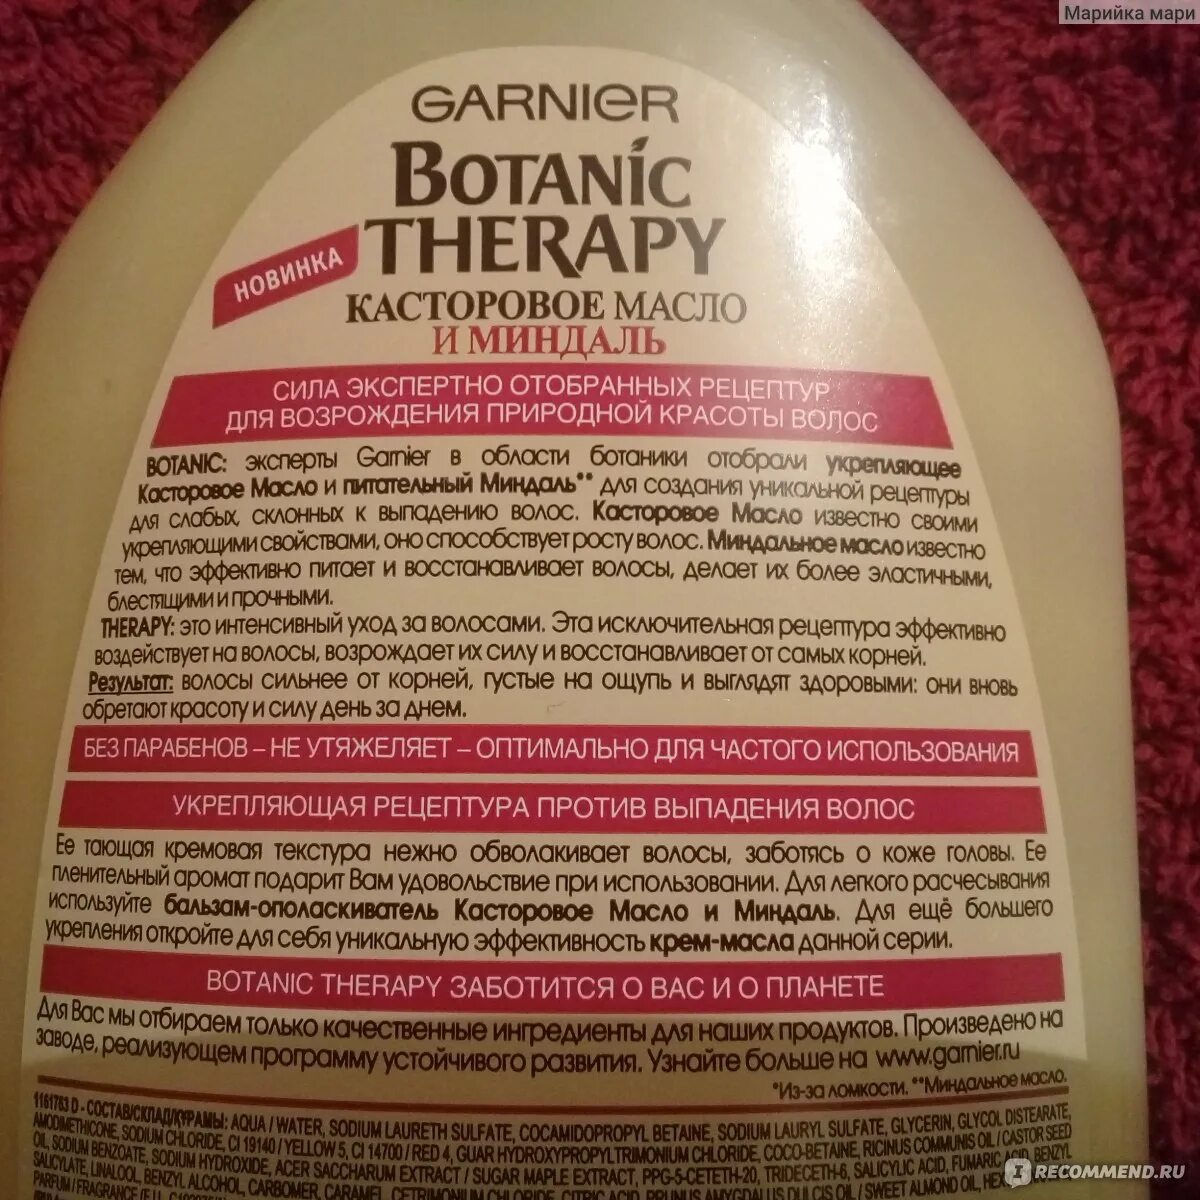 Марийка мари
GARNIER
BOTANIC
THERAPY
НОВИНКА
КАСТОРОВОЕ МАСЛО
И МИНДАЛЬ
СИЛА ЭКСПЕРТНО ОТОБРАННЫХ РЕЦЕПТУР
ДЛЯ ВОЗРОЖДЕНИЯ ПРИРОДНОЙ КРАСОТЫ ВОЛОС
BOTANIC: эксперты Garnier в области ботаники отобрали укрепляющее
Касторовое Масло и питательный Миндаль** для создания уникальной рецептуры
для слабых, склонных к выпадению волос. Касторовое Масло известно своими
укрепляющими свойствами, оно способствует росту волос. Миндальное масло известно
тем, что эффективно питает и восстанавливает волосы, делает их более эластичными,
блестящими и прочными.
THERAPY: это интенсивный уход за волосами. Эта исключительная рецептура эффективно
воздействует на волосы, возрождает их силу и восстанавливает от самых корней.
Результат: волосы сильнее от корней, густые на ощупь и выглядят здоровыми: они вновь
обретают красоту и силу день за днем.
БЕЗ ПАРАБЕНОВ – НЕ УТЯЖЕЛЯЕТ – ОПТИМАЛЬНО ДЛЯ ЧАСТОГО ИСПОЛЬЗОВАНИЯ
УКРЕПЛЯЮЩАЯ РЕЦЕПТУРА ПРОТИВ ВЫПАДЕНИЯ ВОЛОС
Ее тающая кремовая текстура нежно обволакивает волосы, заботясь о коже головы. Ее
пленительный аромат подарит Вам удовольствие при использовании. Для легкого расчесывания
используйте бальзам-ополаскиватель Касторовое Масло и Миндаль. Для ещё большего
укрепления откройте для себя уникальную эффективность крем-масла данной серии.
BOTANIC THERAPY ЗАБОТИТСЯ О ВАС И О ПЛАНЕТЕ
Для Вас мы отбираем только качественные ингредиенты для наших продуктов. Произведено на
заводе, реализующем программу устойчивого развития. Узнайте больше на www.garnier.ru
*Из-за ломкости. **Миндальное масло.
1161763 D - СОСТАВ/СКЛАД/ҚҰРАМЫ: AQUA / WATER, SODIUM LAURETH SULFATE, COCAMIDOPROPYL BETAINE, SODIUM LAURYL SULFATE, GLYCERIN, GLYCOL DISTEARATE,
AMODIMETHICONE, SODIUM CHLORIDE, CI 19140 / YELLOW 5, CI 14700 / RED 4, GUAR HYDROXYPROPYLTRIMONIUM CHLORIDE, COCO-BETAINE, RICINUS COMMUNIS OIL / CASTOR SEED
OIL, SODIUM BENZOATE, SODIUM HYDROXIDE, ACER SACCHARUM EXTRACT / SUGAR MAPLE EXTRACT, PPG-5-CETETH-20, TRIDECETH-6, SALICYLIC ACID, FUMARIC ACID, BENZYL
SALICYLATE, LINALOOL, BENZYL ALCOHOL, CARBOMER, CARAMEL, CETRIMONIUM CHLORIDE, CITRIC ACID, PRUNUS AMYGDALUS DULCIS OIL / SWEET ALMOND OIL,
PARFUM / FRAGRANCE
IRECOMMEND.RU